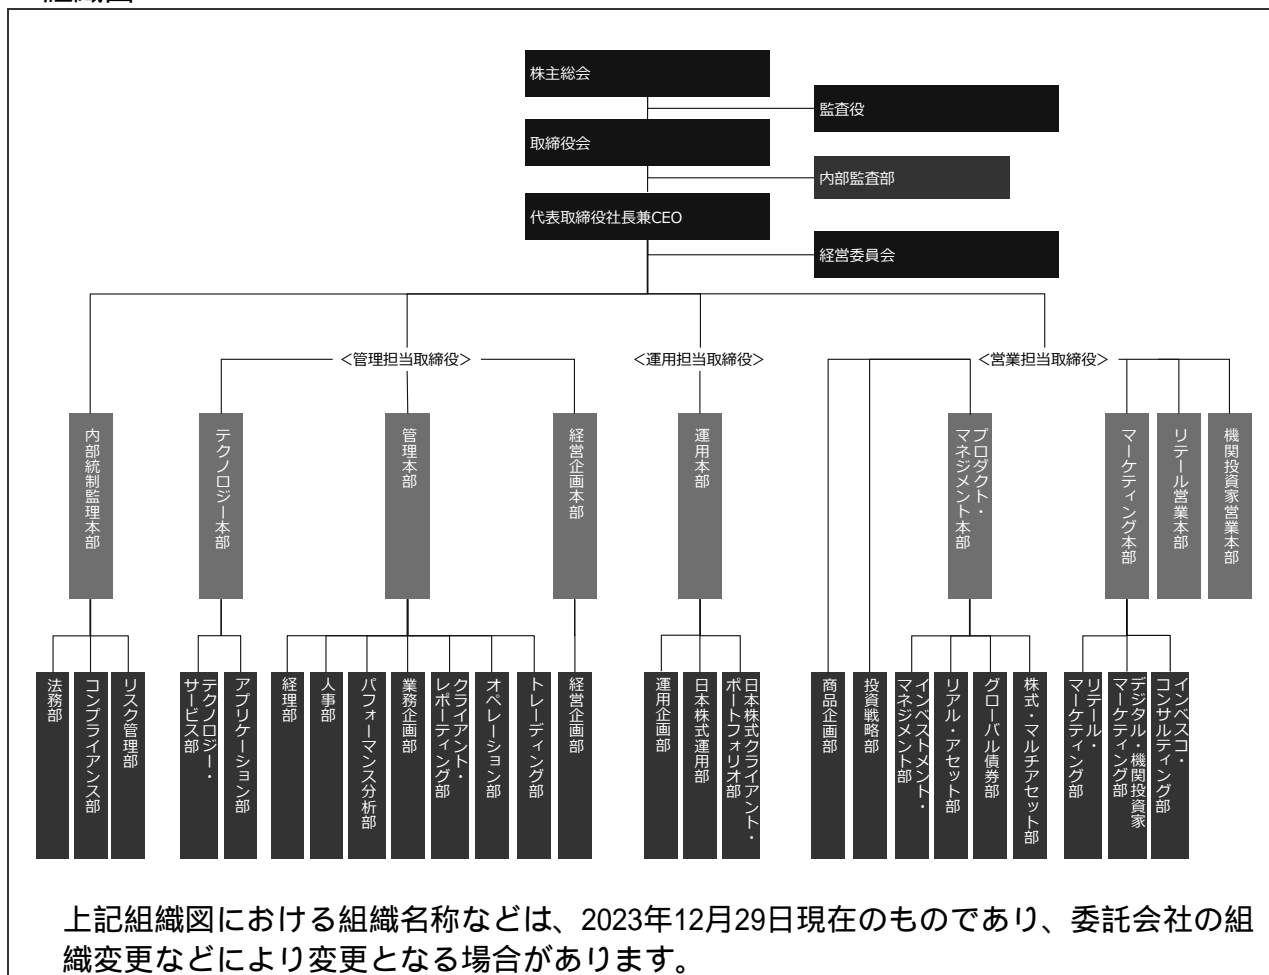 組織図
株主総会
監査役
取締役会
内部監査部
代表取締役社長兼CEO
経営委員会
＜管理担当取締役＞
＜運用担当取締役＞
＜営業担当取締役＞
内部統制監理本部
テクノロジー本部
管理本部
経営企画本部
運用本部
プロダクト・
マネジメント本部
マーケティング本部
リテール営業本部
機関投資家営業本部
法務部
コンプライアンス部
リスク管理部
テクノロジー・
サービス部
アプリケーション部
経理部
人事部
パフォーマンス分析部
業務企画部
クライアント・
レポーティング部
オペレーション部
トレーディング部
経営企画部
運用企画部
日本株式運用部
日本株式クライアント・
ポートフォリオ部
商品企画部
投資戦略部
インベストメント・
マネジメント部
リアル・アセット部
グローバル債券部
株式・マルチアセット部
リテール・
マーケティング部
デジタル・機関投資家
マーケティング部
インベスコ・
コンサルティング部
上記組織図における組織名称などは、2023年12月29日現在のものであり、委託会社の組
織変更などにより変更となる場合があります。